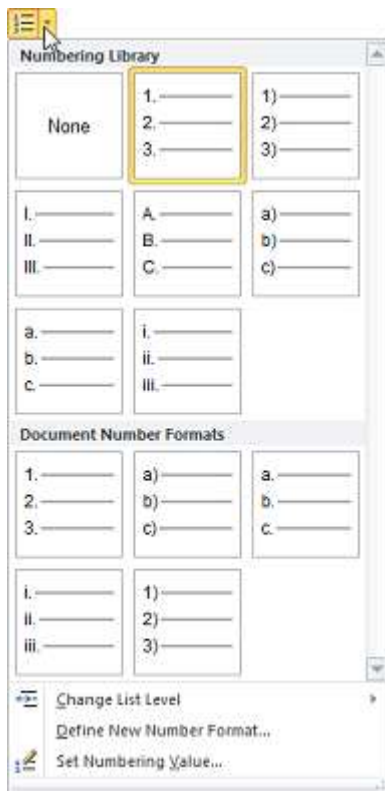 Numbering Library
None
1.
2.
3.
1)
2)
3)
I.
II.
III.
A.
B.
C.
a)
b)
c)
a.
b.
c.
i.
ii.
iii.
Document Number Formats
1.
2.
3.
a)
b)
c)
a.
b.
c.
i.
ii.
iii.
1)
2)
3)
Change List Level
Define New Number Format...
Set Numbering Value...